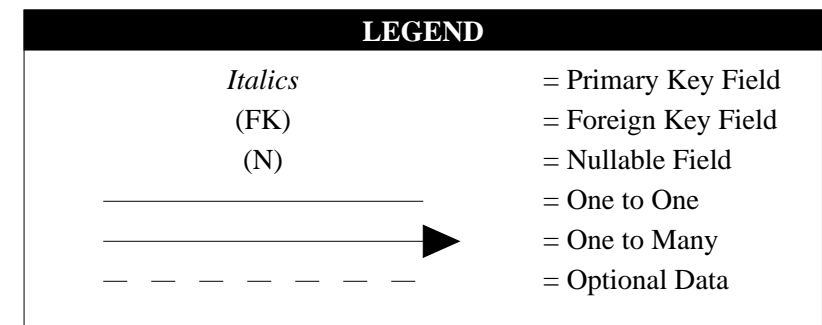 LEGEND
Italics = Primary Key Field
(FK) = Foreign Key Field
(N) = Nullable Field
= One to One
= One to Many
= Optional Data